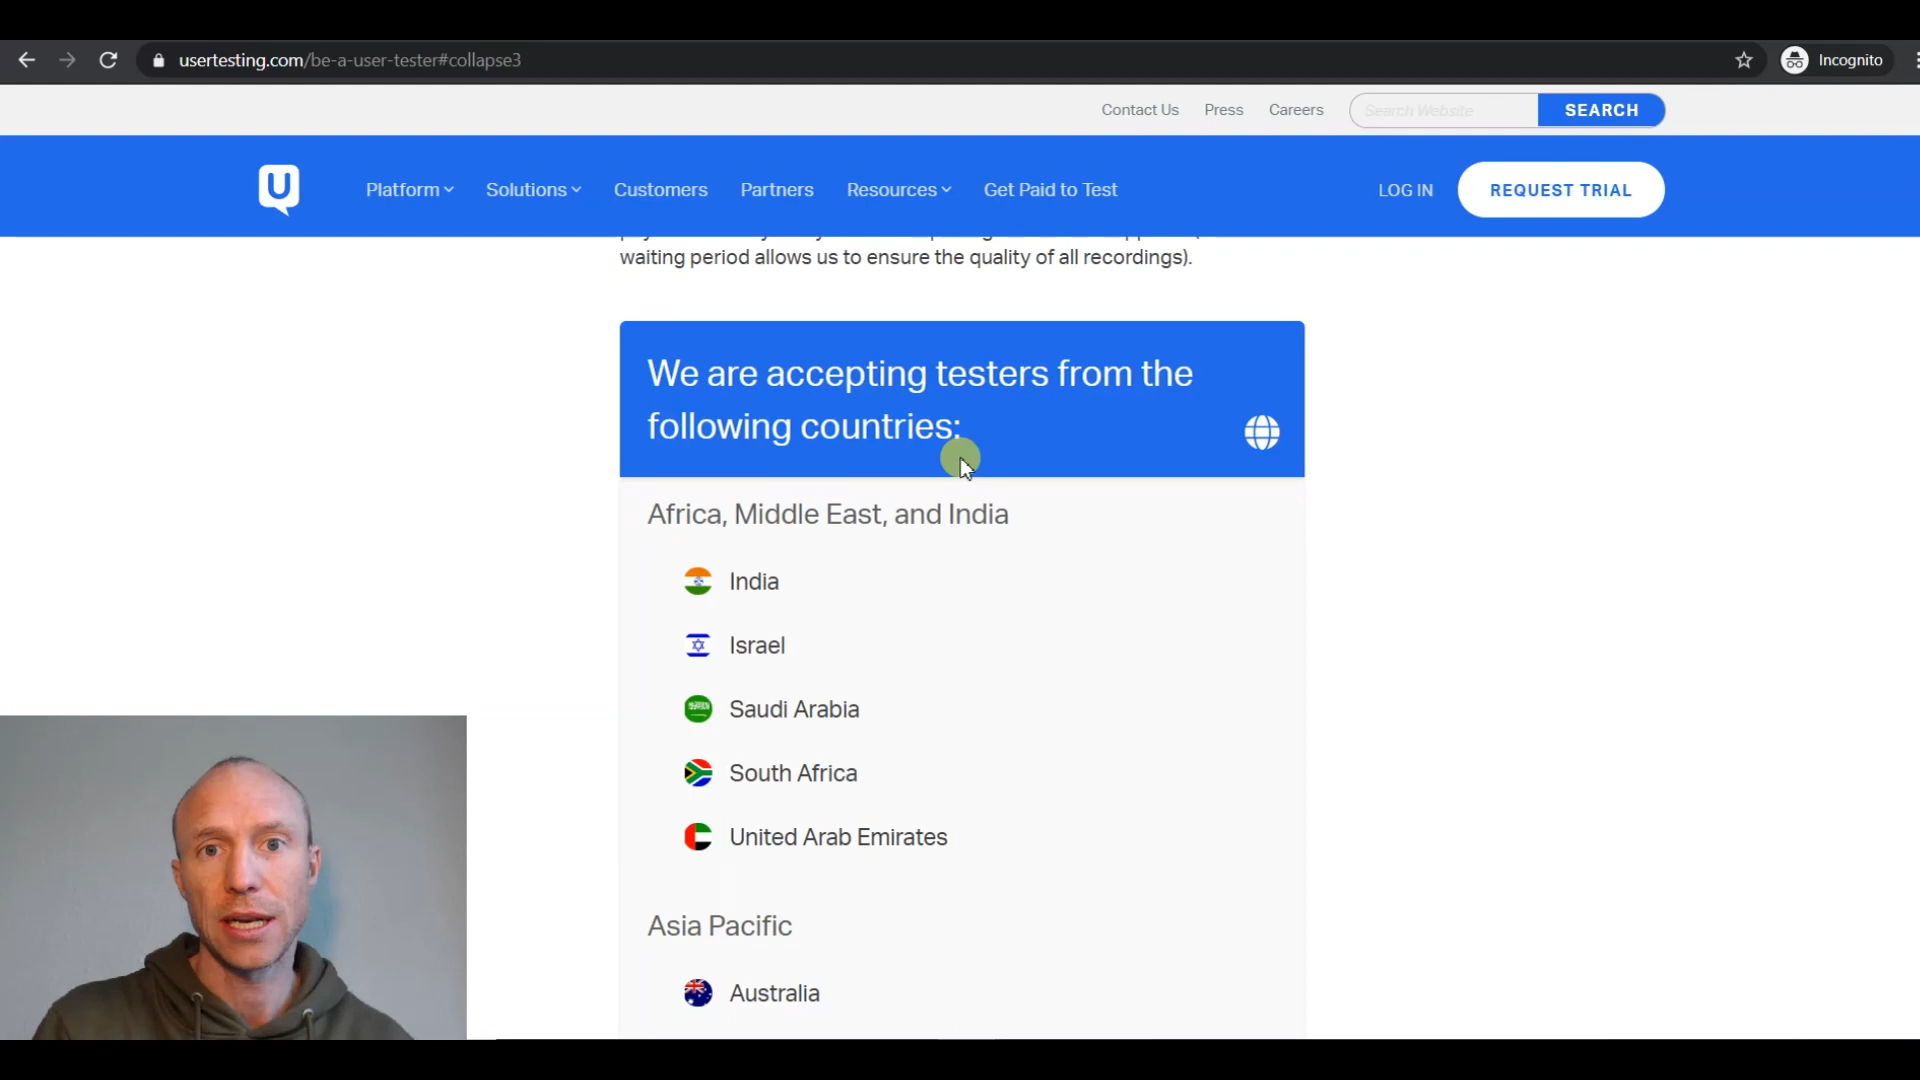 usertesting.com/be-a-user-tester#collapse3
Incognito
Contact Us Press Careers Search Website SEARCH
U Platform Solutions Customers Partners Resources Get Paid to Test LOG IN REQUEST TRIAL
waiting period allows us to ensure the quality of all recordings).
We are accepting testers from the
following countries:
Africa, Middle East, and India
India
Israel
Saudi Arabia
South Africa
United Arab Emirates
Asia Pacific
Australia